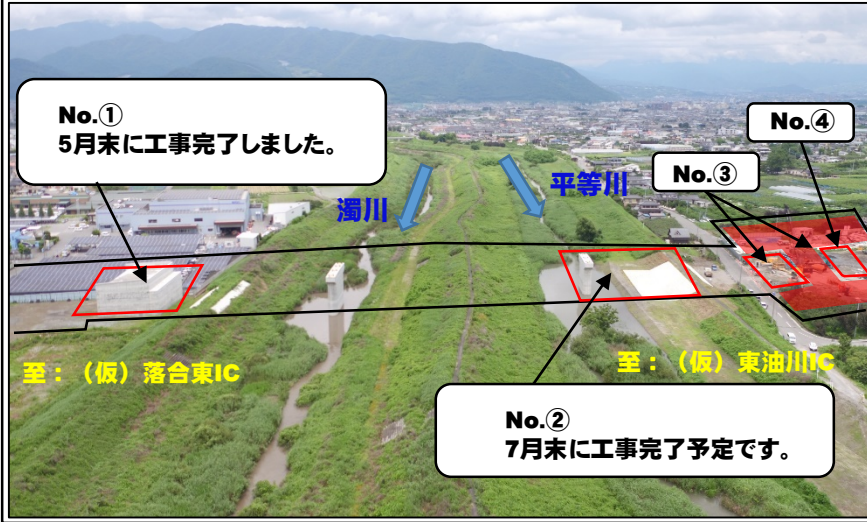 No.①
5月末に工事完了しました。
No.④
No.③
濁川
平等川
至：（仮）落合東IC
至：（仮）東油川IC
No.②
7月末に工事完了予定です。